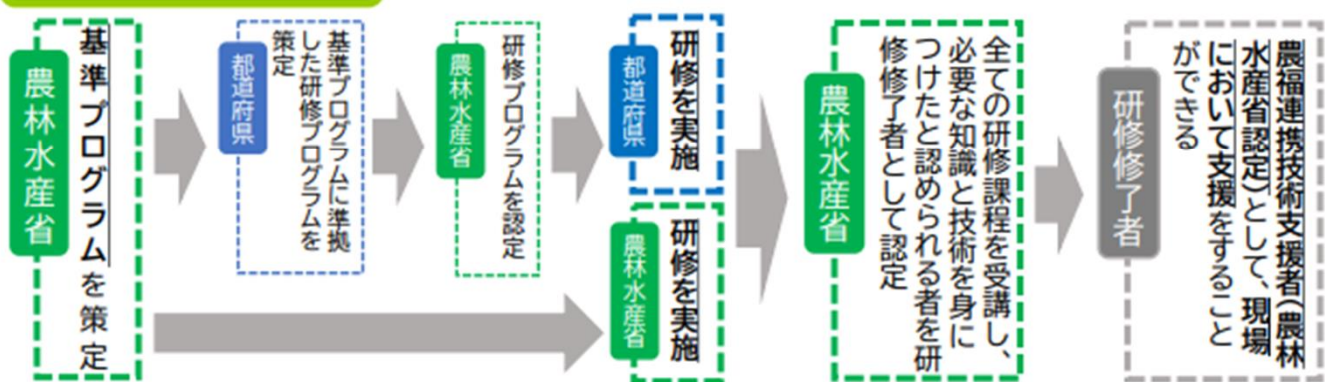 農林水産省
基準プログラムを策定
都道府県
基準プログラムに準拠
した研修プログラムを
策定
農林水産省
研修プログラムを認定
都道府県
研修を実施
農林水産省
研修を実施
農林水産省
全ての研修課程を受講し、
必要な知識と技術を身に
つけたと認められる者を研
修修了者として認定
研修修了者
農福連携技術支援者(農林
水産省認定)として、現場
において支援をすること
ができる